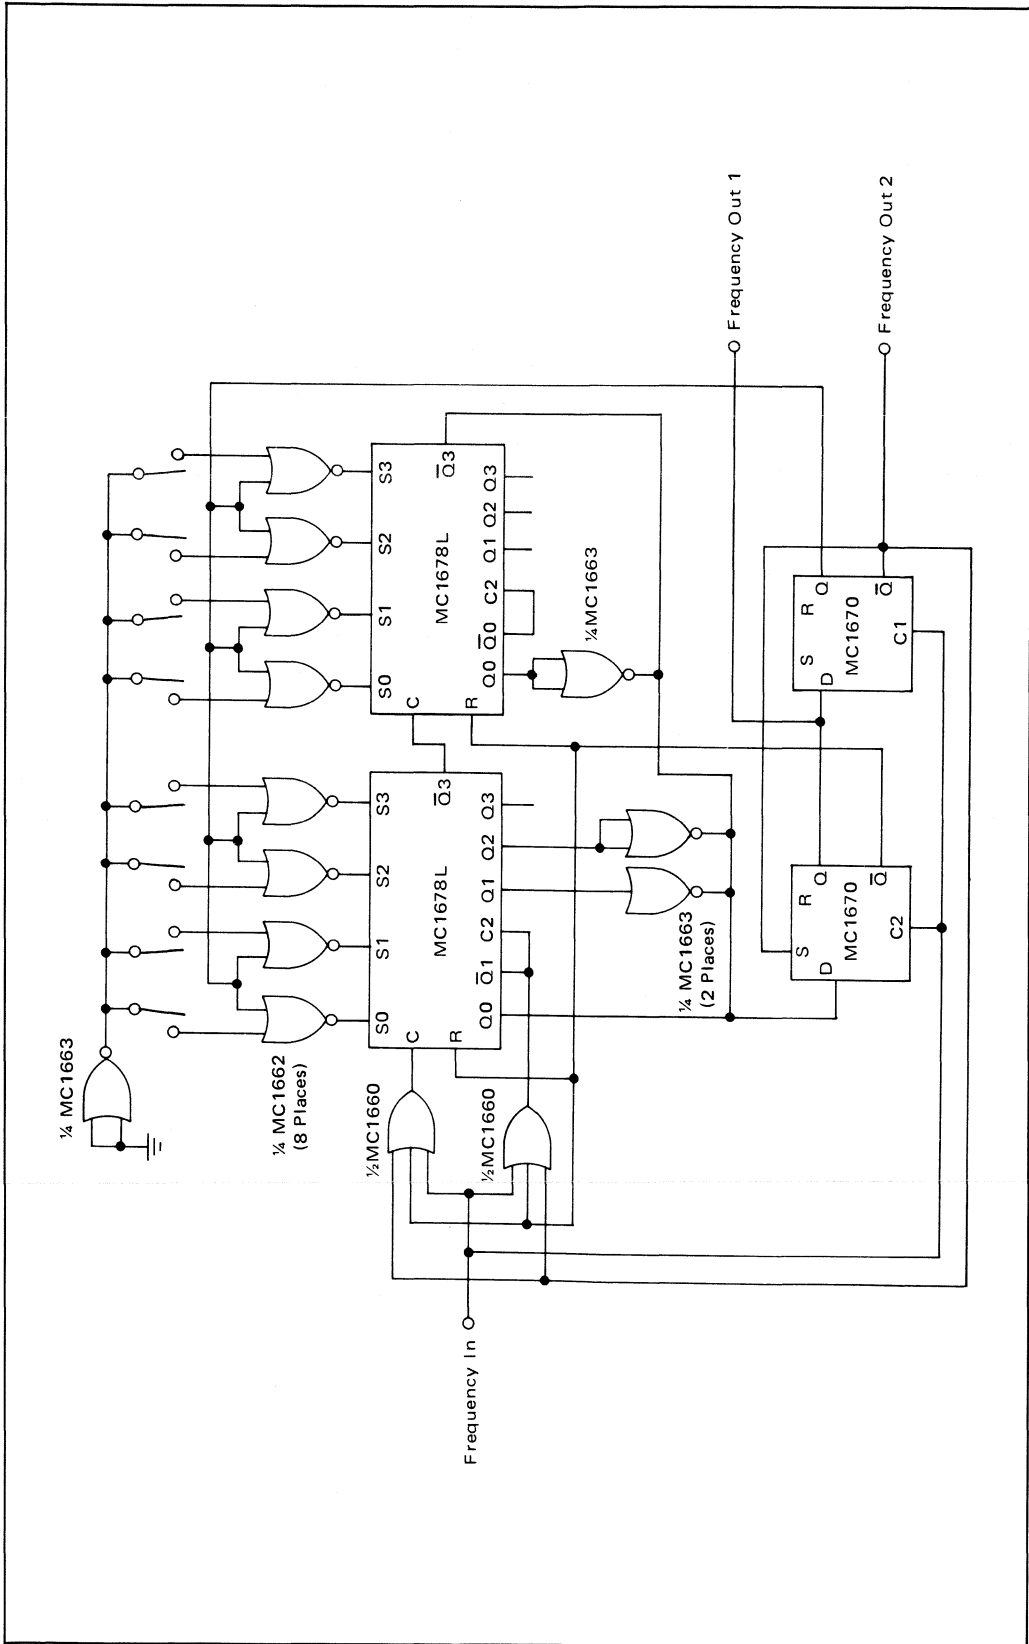 ¼ MC1663
¼ MC1662
(8 Places)
S0
S1
S2
S3
S0
S1
S2
S3
C
MC1678L
Q̅3
C
MC1678L
Q̅3
R
Q0
Q̅1
C2
Q1
Q2
Q3
R
Q0
Q̅0
C2
Q1
Q2
Q3
½MC1660
½MC1660
Frequency In
¼ MC1663
(2 Places)
¼MC1663
Frequency Out 1
Frequency Out 2
S
R
Q
D
MC1670
C2
Q̅
S
R
Q
D
MC1670
C1
Q̅